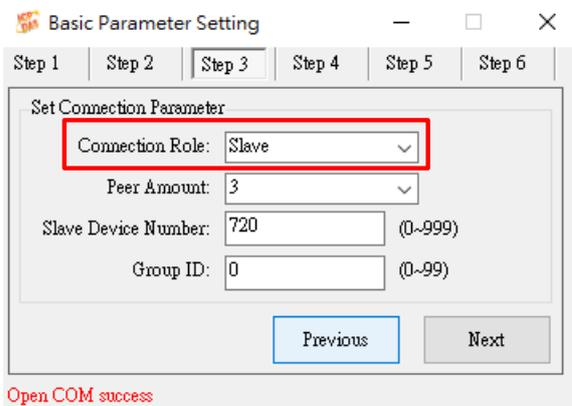 Basic Parameter Setting
Step 1 Step 2 Step 3 Step 4 Step 5 Step 6
Set Connection Parameter
Connection Role: Slave
Peer Amount: 3
Slave Device Number: 720 (0~999)
Group ID: 0 (0~99)
Previous Next
Open COM success